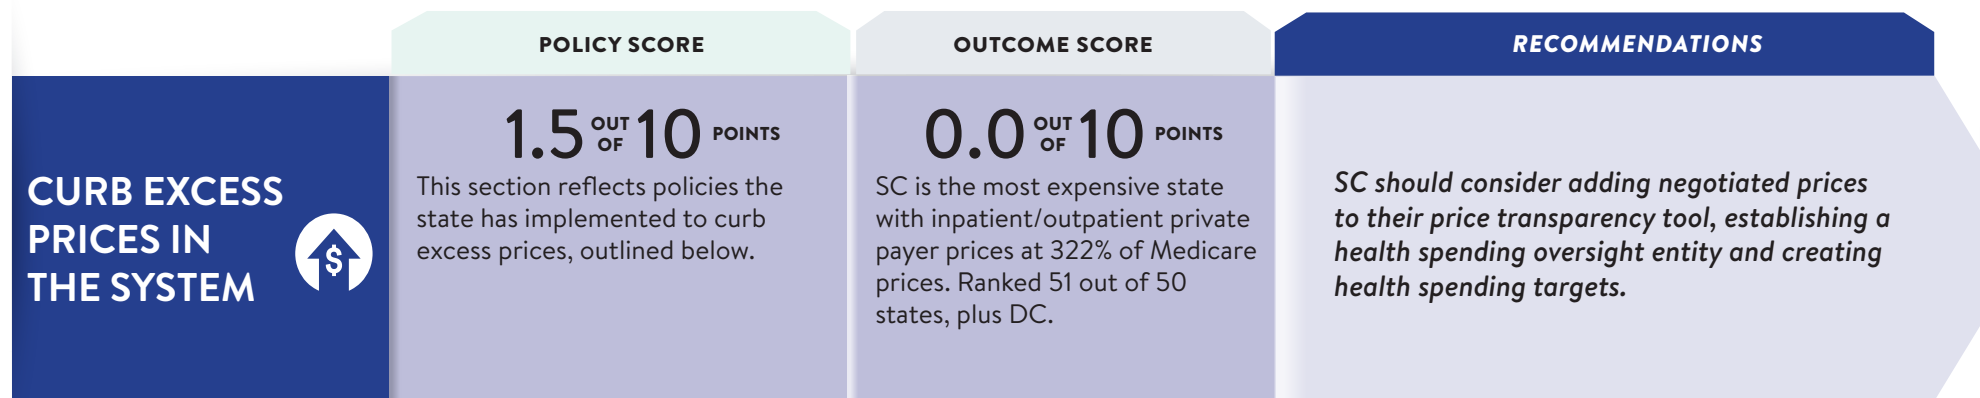 POLICY SCORE
OUTCOME SCORE
RECOMMENDATIONS
CURB EXCESS
PRICES IN
THE SYSTEM
$
1.5 OUT OF 10 POINTS
This section reflects policies the
state has implemented to curb
excess prices, outlined below.
0.0 OUT OF 10 POINTS
SC is the most expensive state
with inpatient/outpatient private
payer prices at 322% of Medicare
prices. Ranked 51 out of 50
states, plus DC.
SC should consider adding negotiated prices
to their price transparency tool, establishing a
health spending oversight entity and creating
health spending targets.